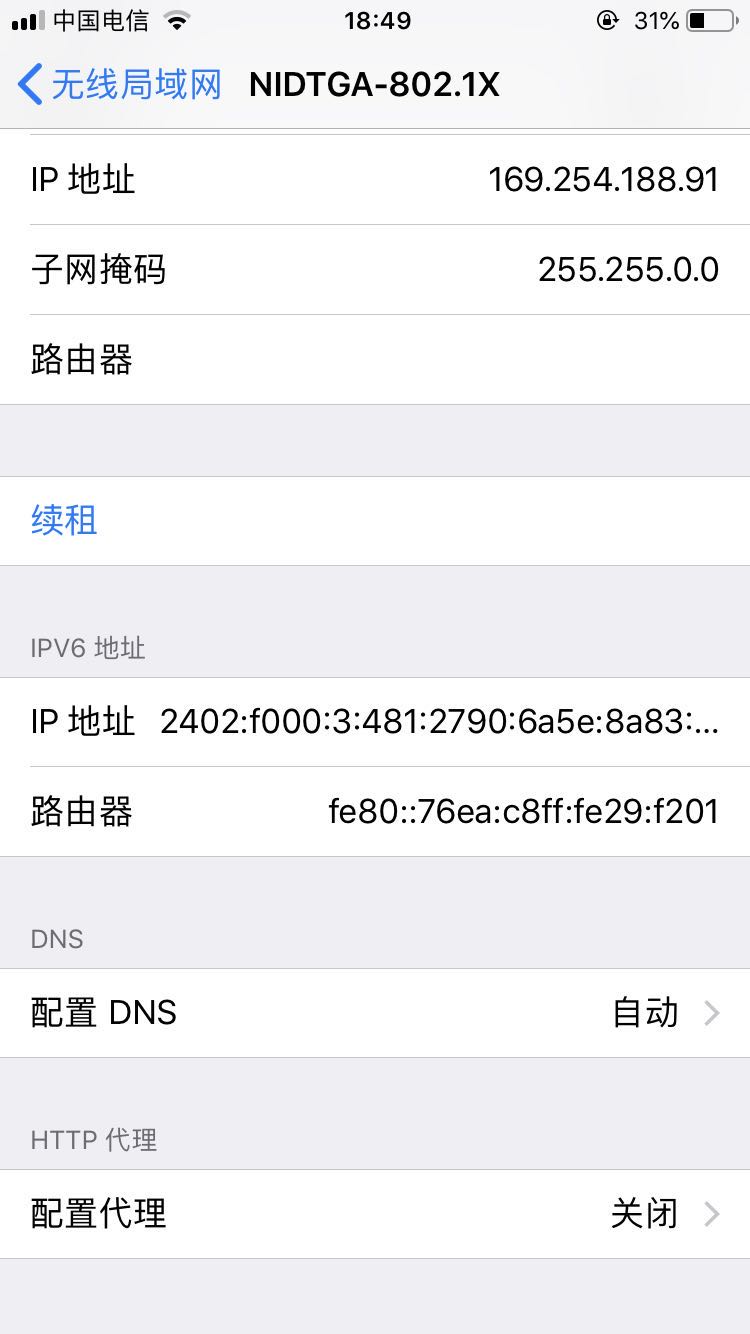 中国电信 18:49 31%
无线局域网 NIDTGA-802.1X
IP 地址 169.254.188.91
子网掩码 255.255.0.0
路由器
续租
IPV6 地址
IP 地址 2402:f000:3:481:2790:6a5e:8a83:...
路由器 fe80::76ea:c8ff:fe29:f201
DNS
配置 DNS 自动
HTTP 代理
配置代理 关闭